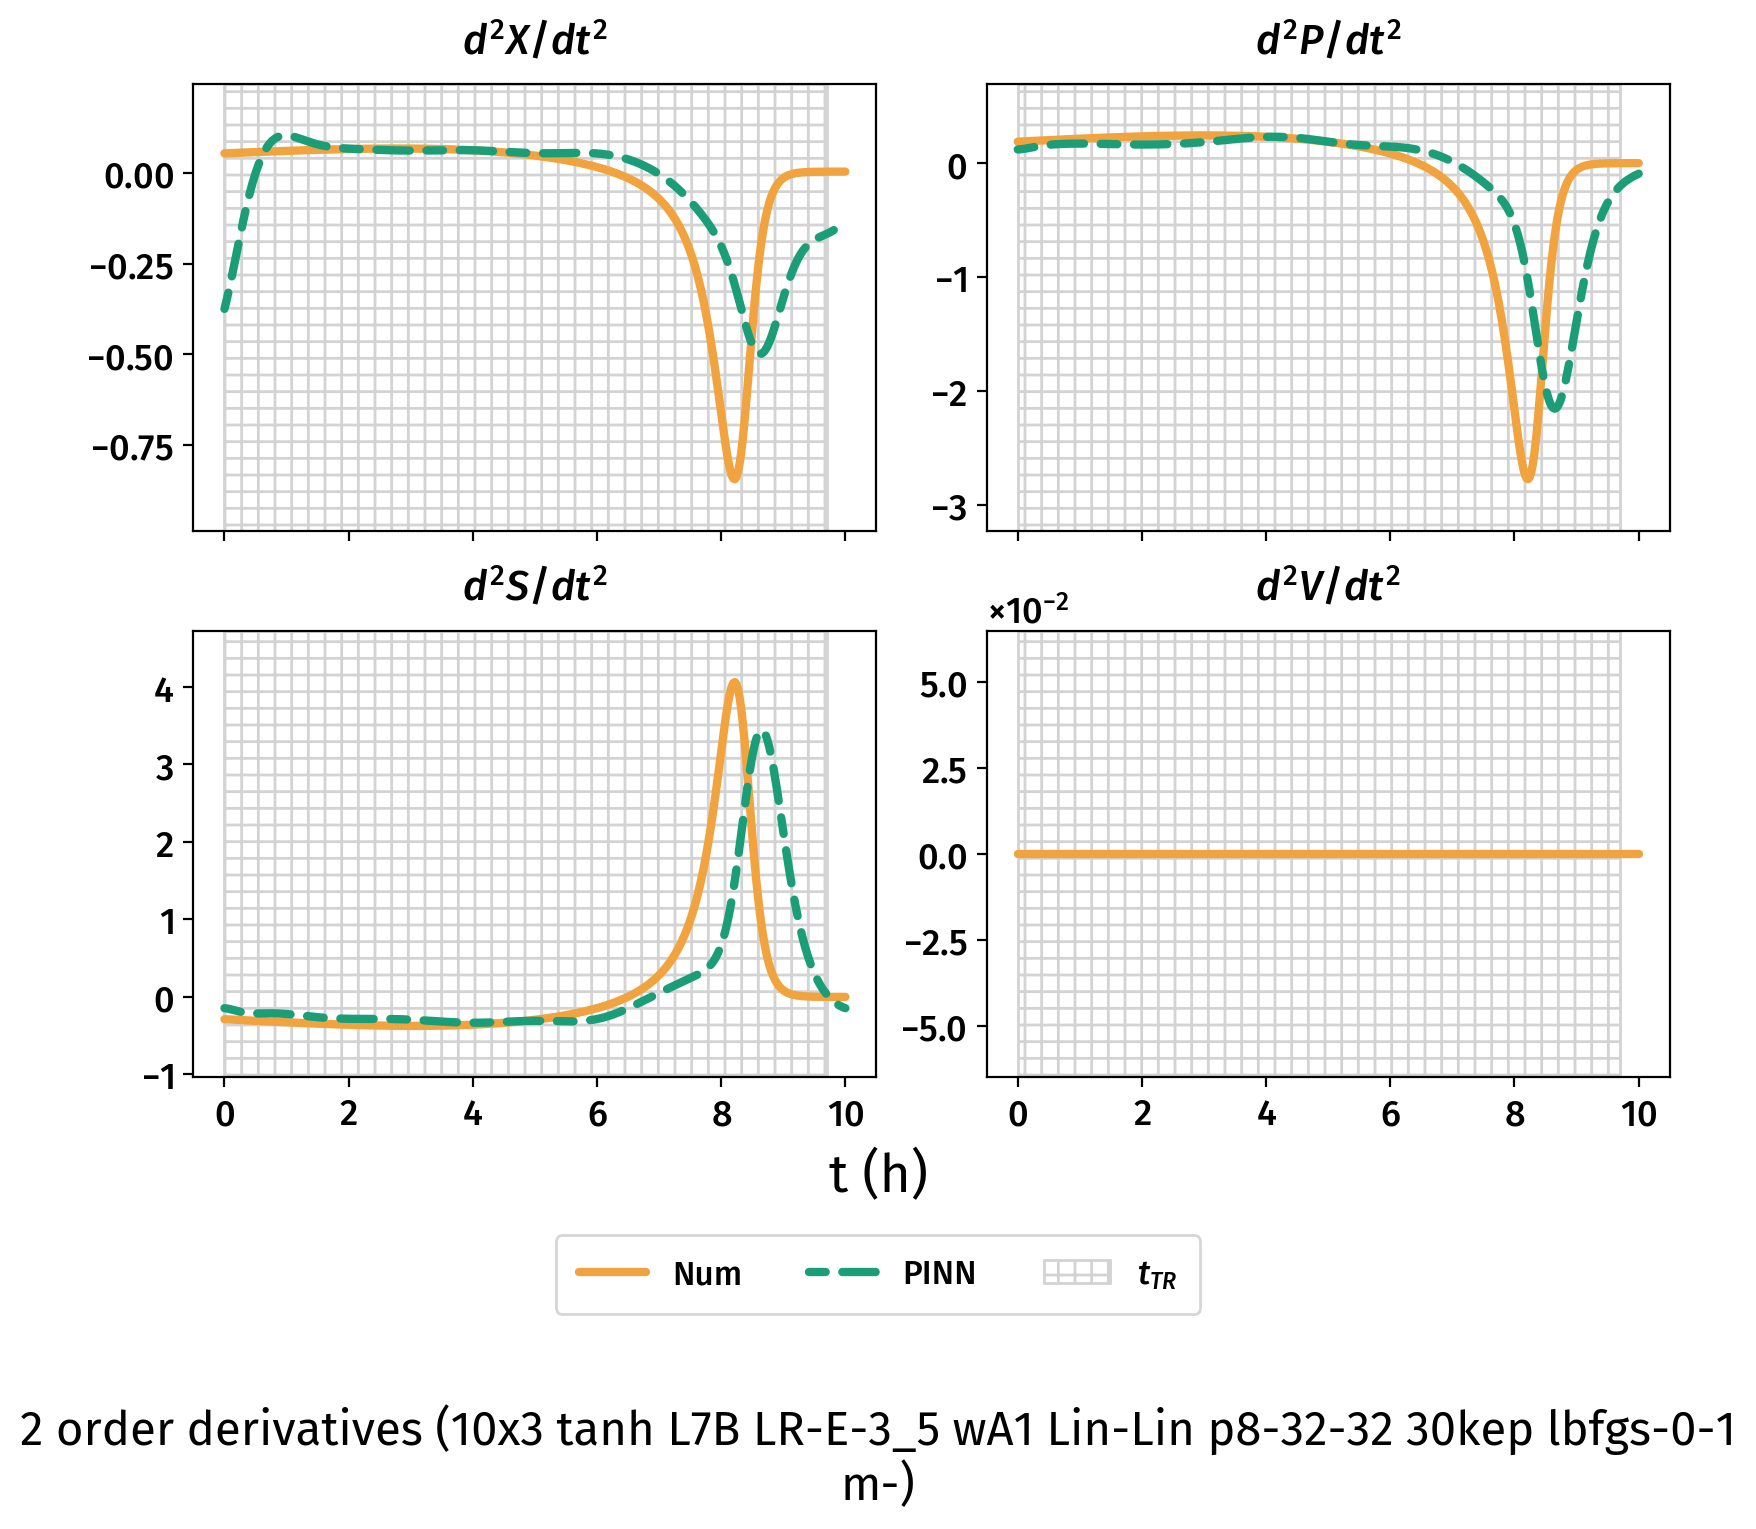 d²X/dt²
d²P/dt²
0.00
−0.25
−0.50
−0.75
0
−1
−2
−3
d²S/dt²
d²V/dt²
×10⁻²
4
3
2
1
0
−1
5.0
2.5
0.0
−2.5
−5.0
0 2 4 6 8 10
0 2 4 6 8 10
t (h)
Num PINN t_TR
2 order derivatives (10x3 tanh L7B LR-E-3_5 wA1 Lin-Lin p8-32-32 30kep lbfgs-0-1
m-)